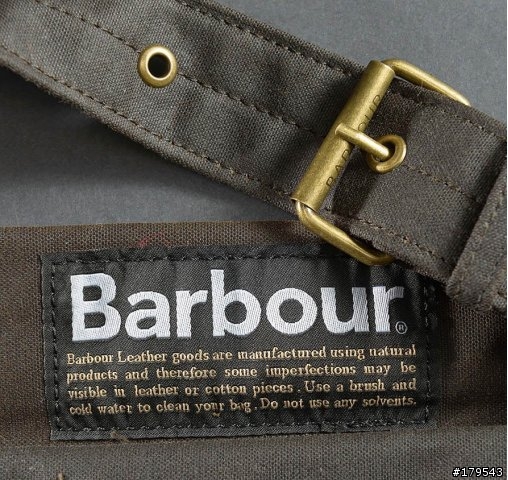 BARBOUR
Barbour®
Barbour Leather goods are manufactured using natural
products and therefore some imperfections may be
visible in leather or cotton pieces. Use a brush and
cold water to clean your bag. Do not use any solvents.
#179543